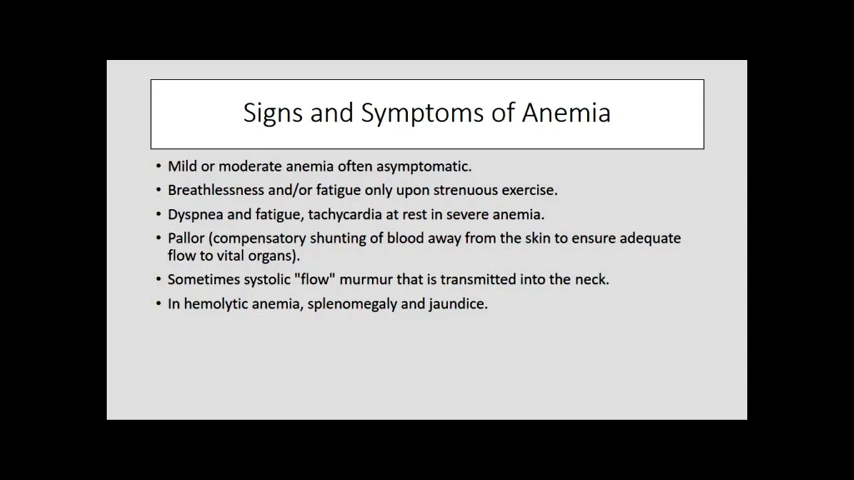 Signs and Symptoms of Anemia
• Mild or moderate anemia often asymptomatic.
• Breathlessness and/or fatigue only upon strenuous exercise.
• Dyspnea and fatigue, tachycardia at rest in severe anemia.
• Pallor (compensatory shunting of blood away from the skin to ensure adequate
flow to vital organs).
• Sometimes systolic "flow" murmur that is transmitted into the neck.
• In hemolytic anemia, splenomegaly and jaundice.